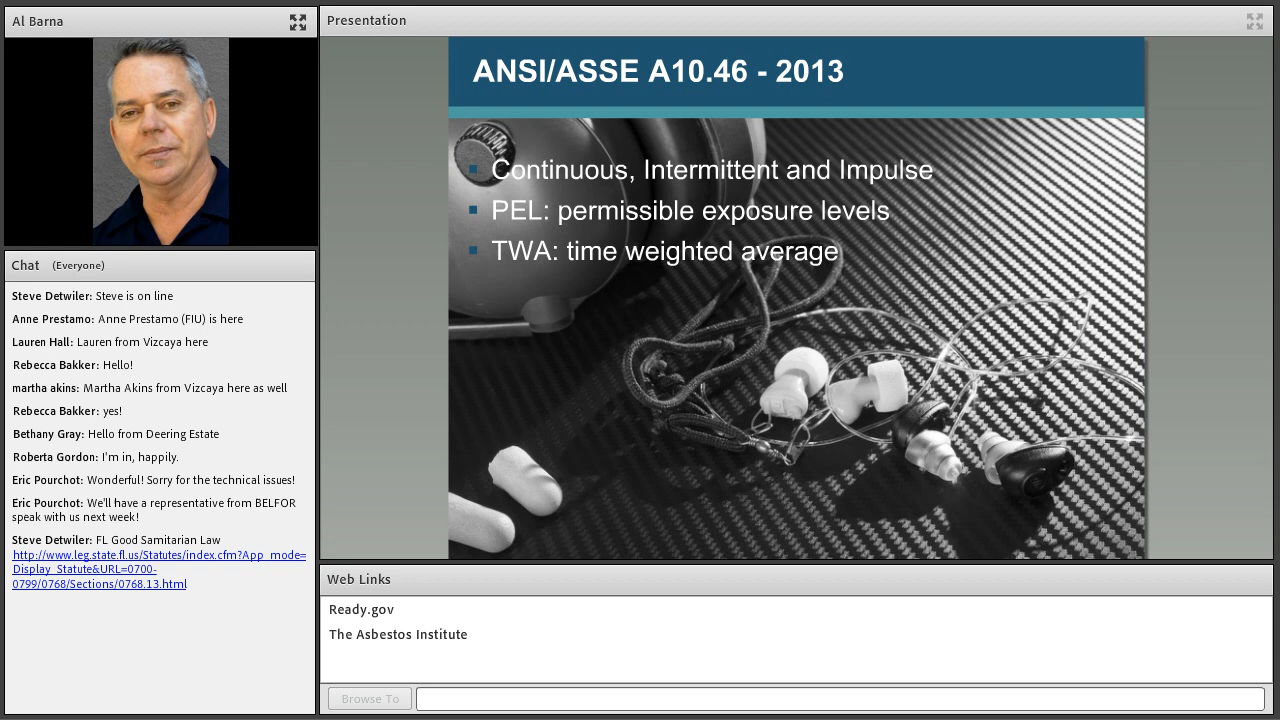 Al Barna
Presentation
ANSI/ASSE A10.46 - 2013
Continuous, Intermittent and Impulse
PEL: permissible exposure levels
TWA: time weighted average
Chat (Everyone)
Steve Detwiler: Steve is on line
Anne Prestamo: Anne Prestamo (FIU) is here
Lauren Hall: Lauren from Vizcaya here
Rebecca Bakker: Hello!
martha akins: Martha Akins from Vizcaya here as well
Rebecca Bakker: yes!
Bethany Gray: Hello from Deering Estate
Roberta Gordon: I'm in, happily.
Eric Pourchot: Wonderful! Sorry for the technical issues!
Eric Pourchot: We'll have a representative from BELFOR
speak with us next week!
Steve Detwiler: FL Good Samitarian Law
http://www.leg.state.fl.us/Statutes/index.cfm?App_mode=
Display_Statute&URL=0700-
0799/0768/Sections/0768.13.html
Web Links
Ready.gov
The Asbestos Institute
Browse To